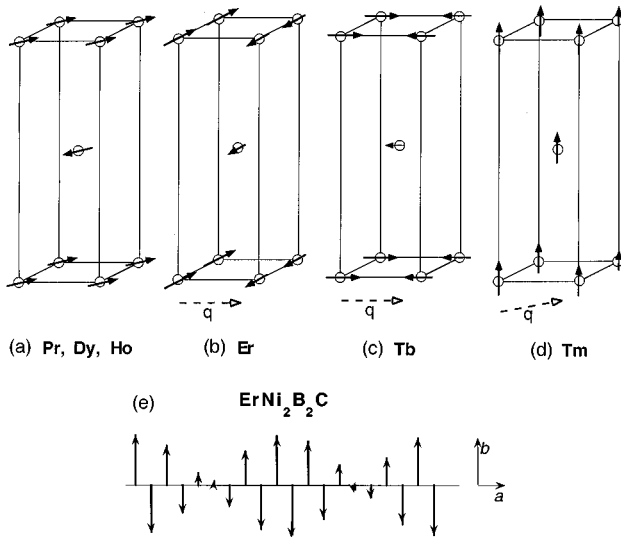 q
q
q
(a) Pr, Dy, Ho
(b) Er
(c) Tb
(d) Tm
(e)
ErNi2B2C
b
a